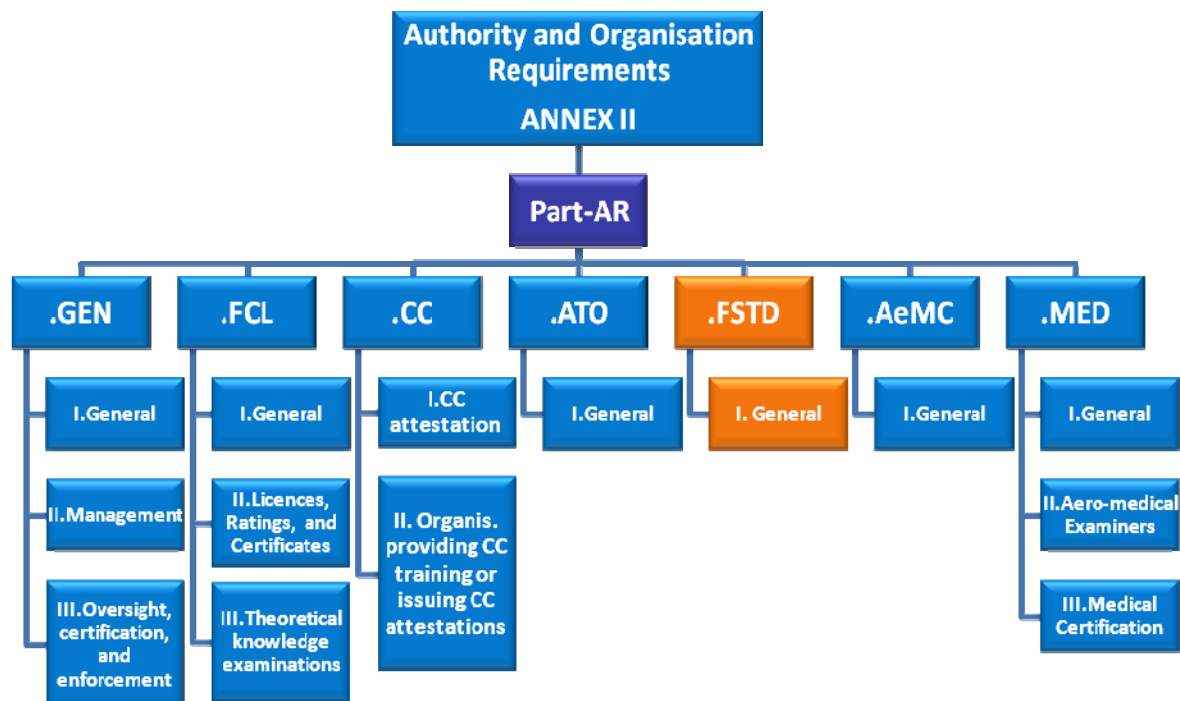 Authority and Organisation
Requirements
ANNEX II
Part-AR
.GEN
.FCL
.CC
.ATO
.FSTD
.AeMC
.MED
I.General
I.General
I.CC
attestation
I.General
I. General
I.General
I.General
II.Management
II.Licences,
Ratings, and
Certificates
II. Organis.
providing CC
training or
issuing CC
attestations
II.Aero-medical
Examiners
III.Oversight,
certification,
and
enforcement
III.Theoretical
knowledge
examinations
III.Medical
Certification